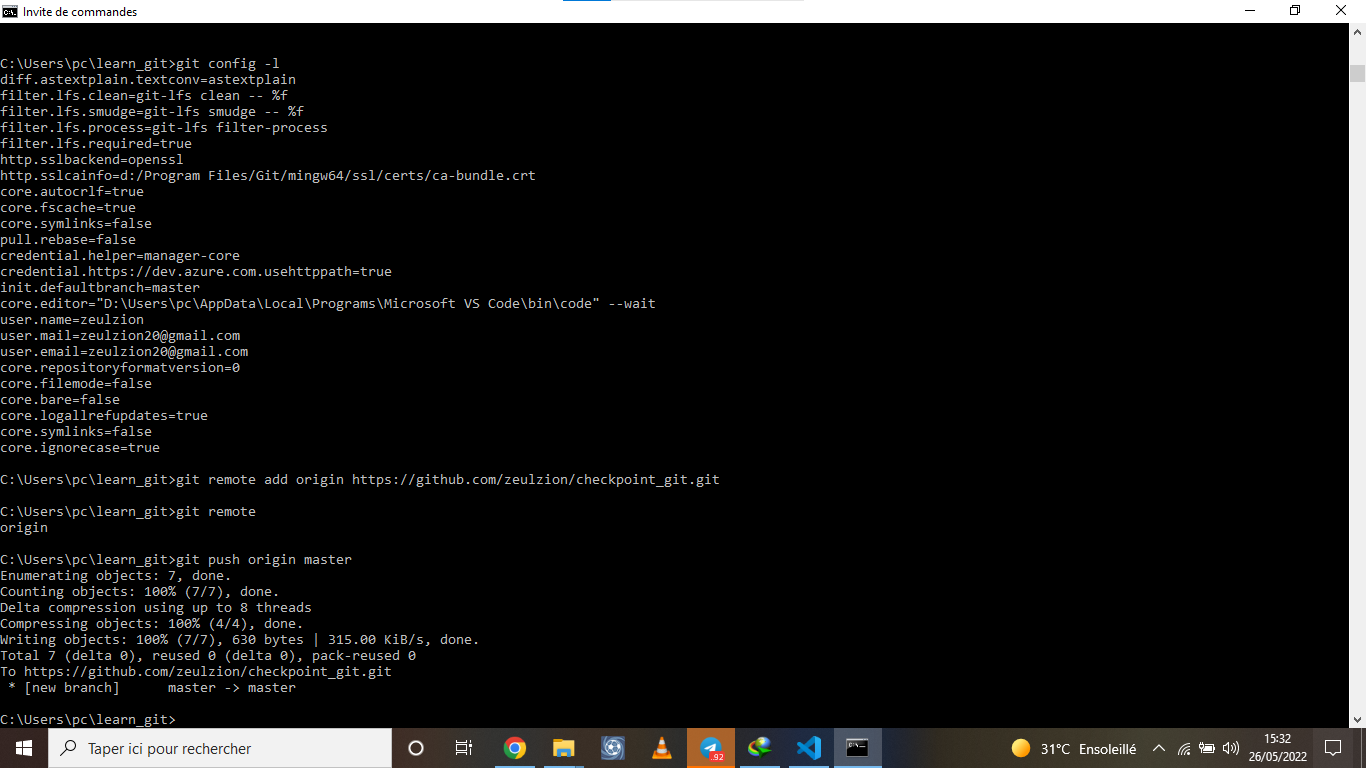 Invite de commandes
C:\Users\pc\learn_git>git config -l
diff.astextplain.textconv=astextplain
filter.lfs.clean=git-lfs clean -- %f
filter.lfs.smudge=git-lfs smudge -- %f
filter.lfs.process=git-lfs filter-process
filter.lfs.required=true
http.sslbackend=openssl
http.sslcainfo=d:/Program Files/Git/mingw64/ssl/certs/ca-bundle.crt
core.autocrlf=true
core.fscache=true
core.symlinks=false
pull.rebase=false
credential.helper=manager-core
credential.https://dev.azure.com.usehttppath=true
init.defaultbranch=master
core.editor="D:\Users\pc\AppData\Local\Programs\Microsoft VS Code\bin\code" --wait
user.name=zeulzion
user.mail=zeulzion20@gmail.com
user.email=zeulzion20@gmail.com
core.repositoryformatversion=0
core.filemode=false
core.bare=false
core.logallrefupdates=true
core.symlinks=false
core.ignorecase=true
C:\Users\pc\learn_git>git remote add origin https://github.com/zeulzion/checkpoint_git.git
C:\Users\pc\learn_git>git remote
origin
C:\Users\pc\learn_git>git push origin master
Enumerating objects: 7, done.
Counting objects: 100% (7/7), done.
Delta compression using up to 8 threads
Compressing objects: 100% (4/4), done.
Writing objects: 100% (7/7), 630 bytes | 315.00 KiB/s, done.
Total 7 (delta 0), reused 0 (delta 0), pack-reused 0
To https://github.com/zeulzion/checkpoint_git.git
 * [new branch]      master -> master
C:\Users\pc\learn_git>
Taper ici pour rechercher
31°C Ensoleillé
15:32
26/05/2022